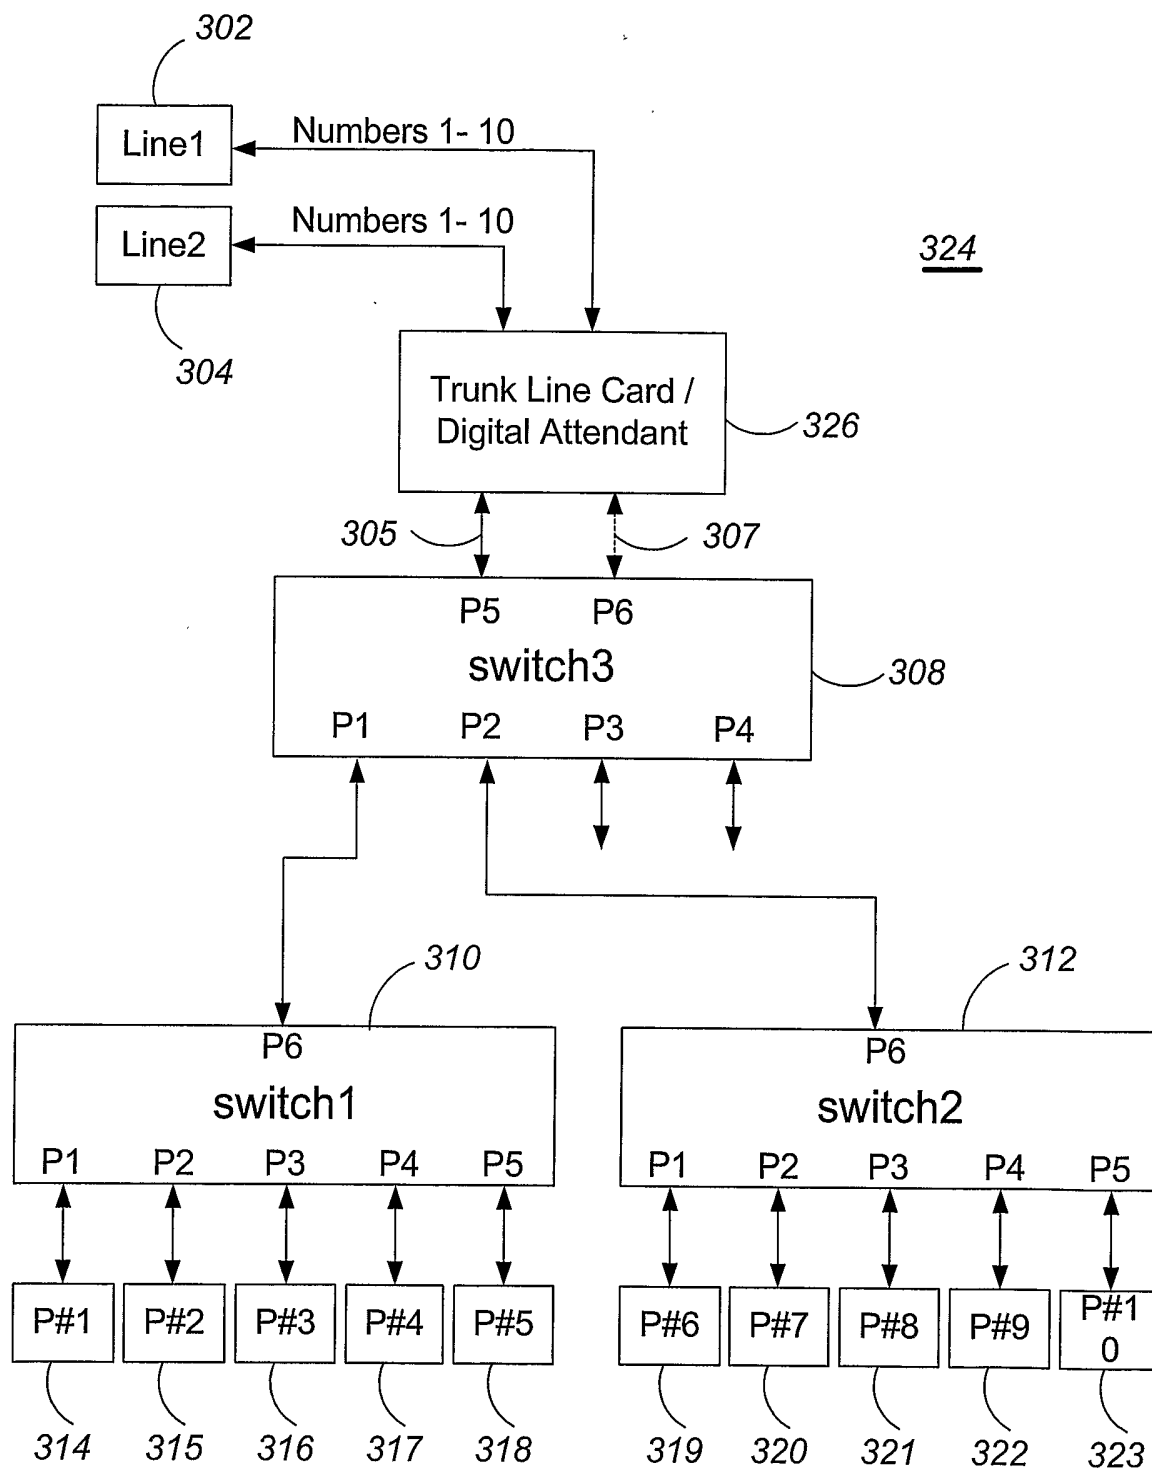 302
Line1
Numbers 1- 10
Line2
Numbers 1- 10
324
304
Trunk Line Card /
Digital Attendant
326
305
307
P5 P6
switch3
308
P1 P2 P3 P4
310
312
P6
switch1
P1 P2 P3 P4 P5
P6
switch2
P1 P2 P3 P4 P5
P#1 P#2 P#3 P#4 P#5
P#6 P#7 P#8 P#9 P#1
0
314 315 316 317 318
319 320 321 322 323